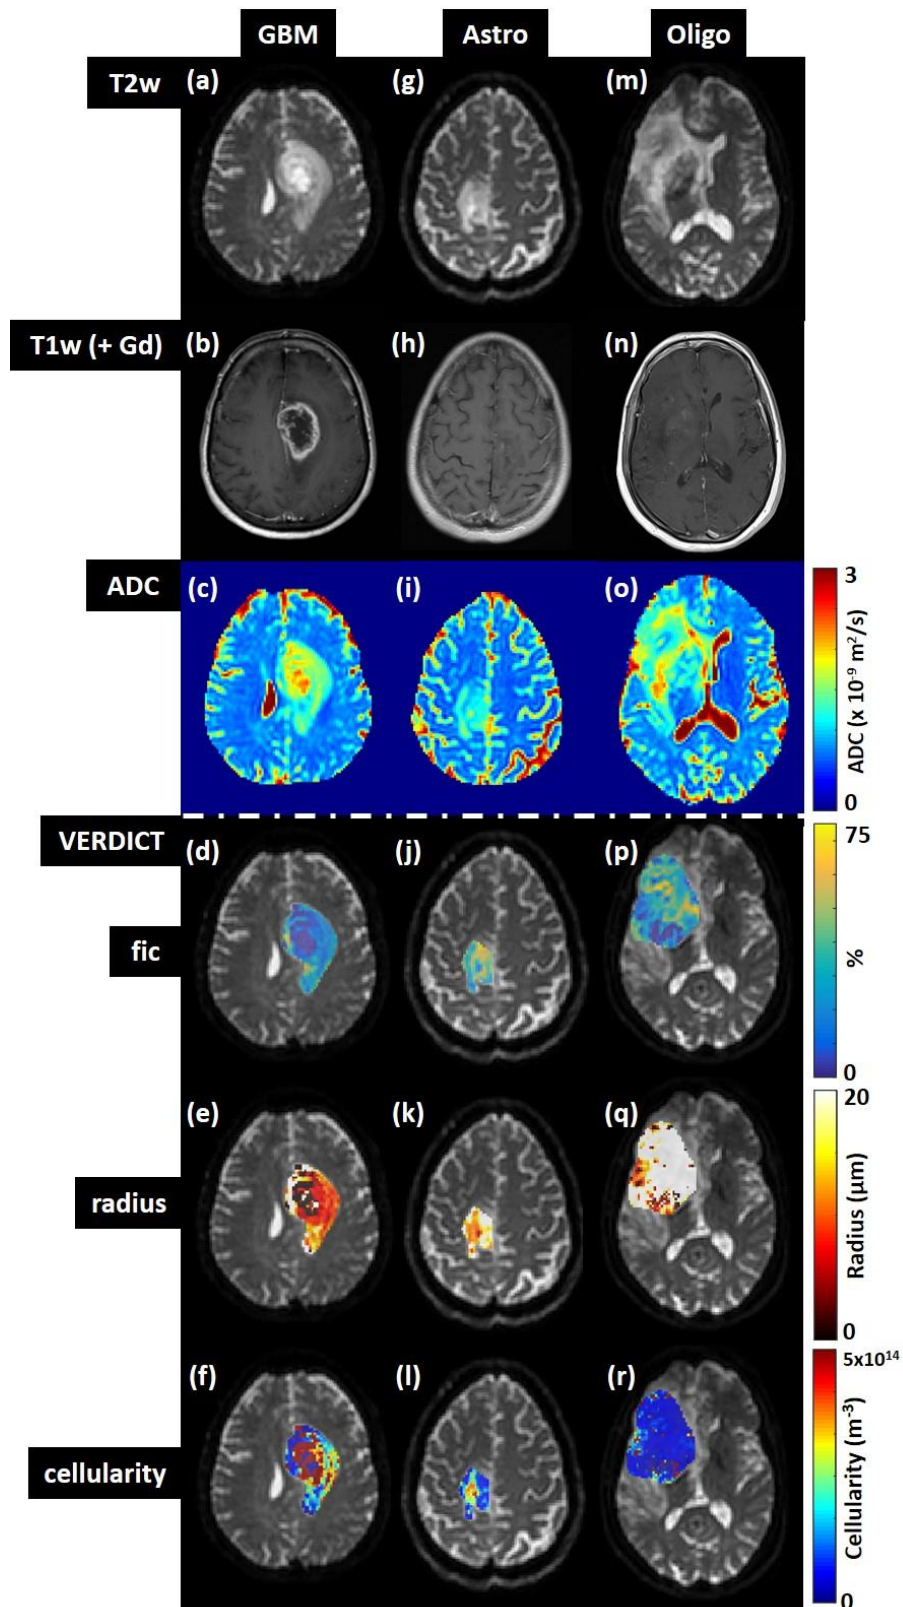 GBM Astro Oligo
T2w (a) (g) (m)
T1w (+ Gd) (b) (h) (n)
ADC (c) (i) (o)
3
ADC (x 10⁻⁹ m²/s)
0
VERDICT (d) (j) (p)
fic
75
%
0
(e) (k) (q)
radius
20
Radius (µm)
0
(f) (l) (r)
cellularity
5x10¹⁴
Cellularity (m⁻³)
0